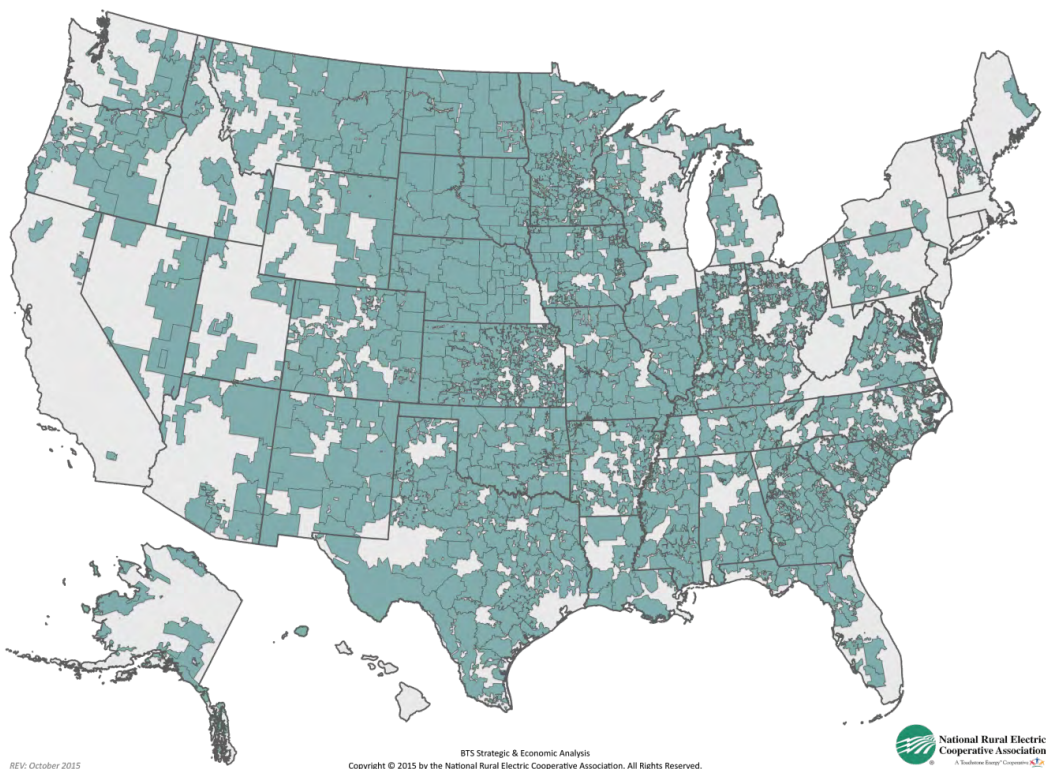 BTS Strategic & Economic Analysis
REV: October 2015
Copyright © 2015 by the National Rural Electric Cooperative Association. All Rights Reserved.
National Rural Electric
Cooperative Association
A Touchstone Energy® Cooperative